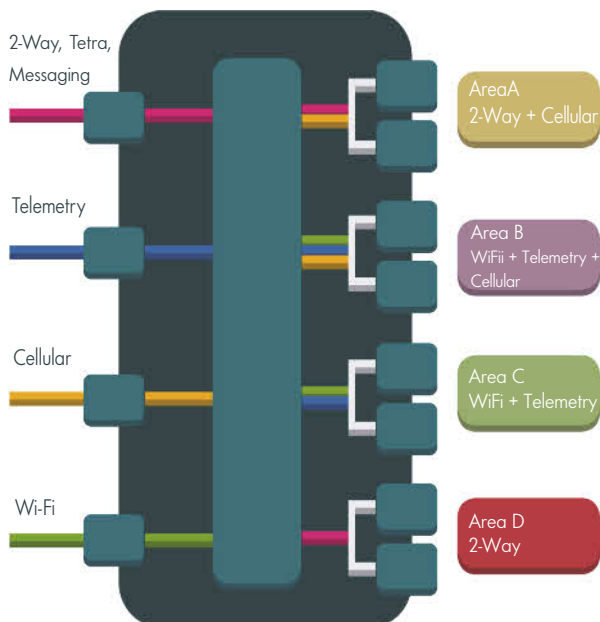 2-Way, Tetra,
Messaging
Telemetry
Cellular
Wi-Fi
AreaA
2-Way + Cellular
Area B
WiFii + Telemetry +
Cellular
Area C
WiFi + Telemetry
Area D
2-Way